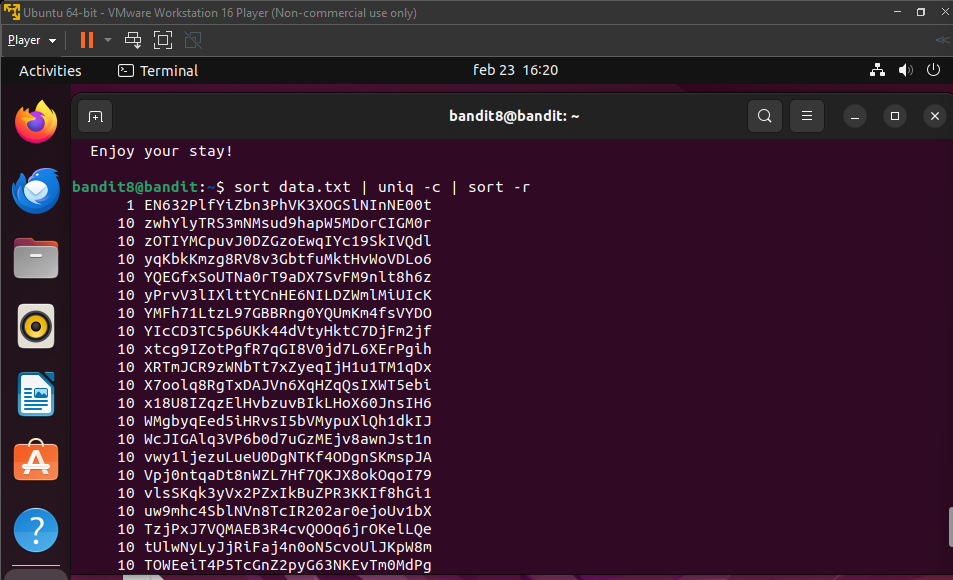 Ubuntu 64-bit - VMware Workstation 16 Player (Non-commercial use only)
Player
Activities
Terminal
feb 23 16:20
bandit8@bandit: ~
Enjoy your stay!
bandit8@bandit:~$ sort data.txt | uniq -c | sort -r
1 EN632PlfYiZbn3PhVK3XOGSlNInNE00t
10 zwhYlyTRS3mNMsud9hapW5MDorCIGM0r
10 zOTIYMCpuvJ0DZGzoEwqIYc19SkIVQdl
10 yqKbkKmzg8RV8v3GbtfuMktHvWoVDLo6
10 YQEGfxSoUTNa0rT9aDX7SvFM9nlt8h6z
10 yPrvV3lIXlttYCnHE6NILDZWmlMiUIcK
10 YMFh71LtzL97GBBRng0YQUmKm4fsVYDO
10 YIcCD3TC5p6UKk44dVtyHktC7DjFm2jf
10 xtcg9IZotPgfR7qGI8V0jd7L6XErPgih
10 XRTmJCR9zWNbTt7xZyeqIjH1u1TM1qDx
10 X7oolq8RgTxDAJVn6XqHZqQsIXWT5ebi
10 x18U8IZqzElHvbzuvBIkLHoX60JnsIH6
10 WMgbyqEed5iHRvsI5bVMypuXlQh1dkIJ
10 WcJIGAlq3VP6b0d7uGzMEjv8awnJst1n
10 vwy1ljezuLueU0DgNTKf4ODgnSKmspJA
10 Vpj0ntqaDt8nWZL7Hf7QKJX8okOqoI79
10 vlsSKqk3yVx2PZxIkBuZPR3KKIf8hGi1
10 uw9mhc4SblNVn8TcIR202ar0ejoUv1bX
10 TzjPxJ7VQMAEB3R4cvQOOq6jrOKelLQe
10 tUlwNyLyJjRiFaj4n0oN5cvoUlJKpW8m
10 TOWEeiT4P5TcGnZ2pyG63NKEvTm0MdPg